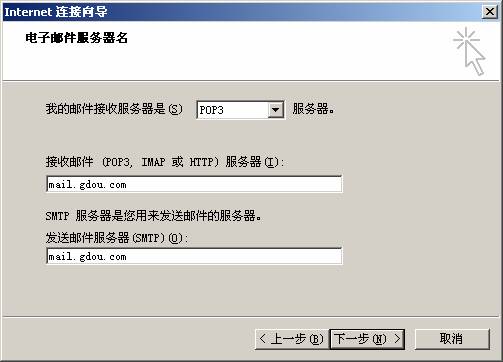 Internet 连接向导
电子邮件服务器名
我的邮件接收服务器是(S) POP3 服务器。
接收邮件 (POP3, IMAP 或 HTTP) 服务器(I):
mail.gdou.com
SMTP 服务器是您用来发送邮件的服务器。
发送邮件服务器(SMTP)(O):
mail.gdou.com
< 上一步(B) 下一步(N) > 取消